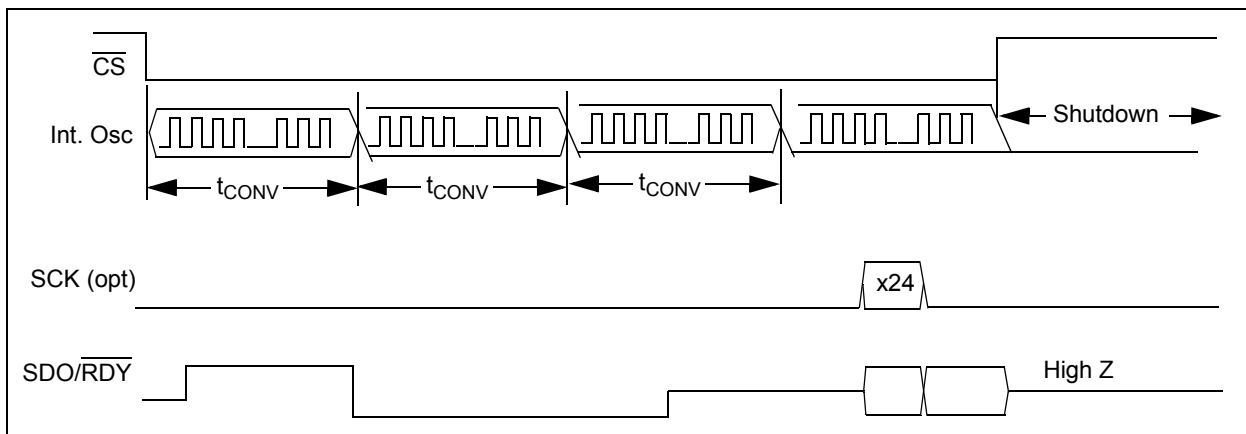 CS
Int. Osc
Shutdown
tCONV tCONV tCONV
SCK (opt)
x24
SDO/RDY
High Z